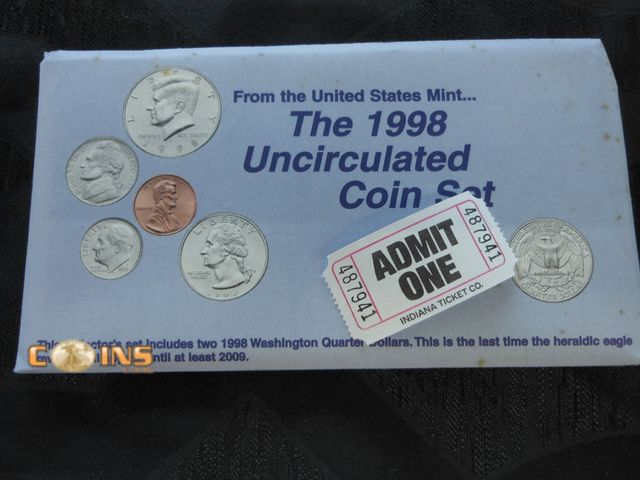 From the United States Mint...
The 1998
Uncirculated
Coin Set
LIBERTY
1998
LIBERTY
487941
ADMIT
ONE
487941
INDIANA TICKET CO.
set includes two 1998 Washington Quarter Dollars. This is the last time the heraldic eagle
until at least 2009.
COINS